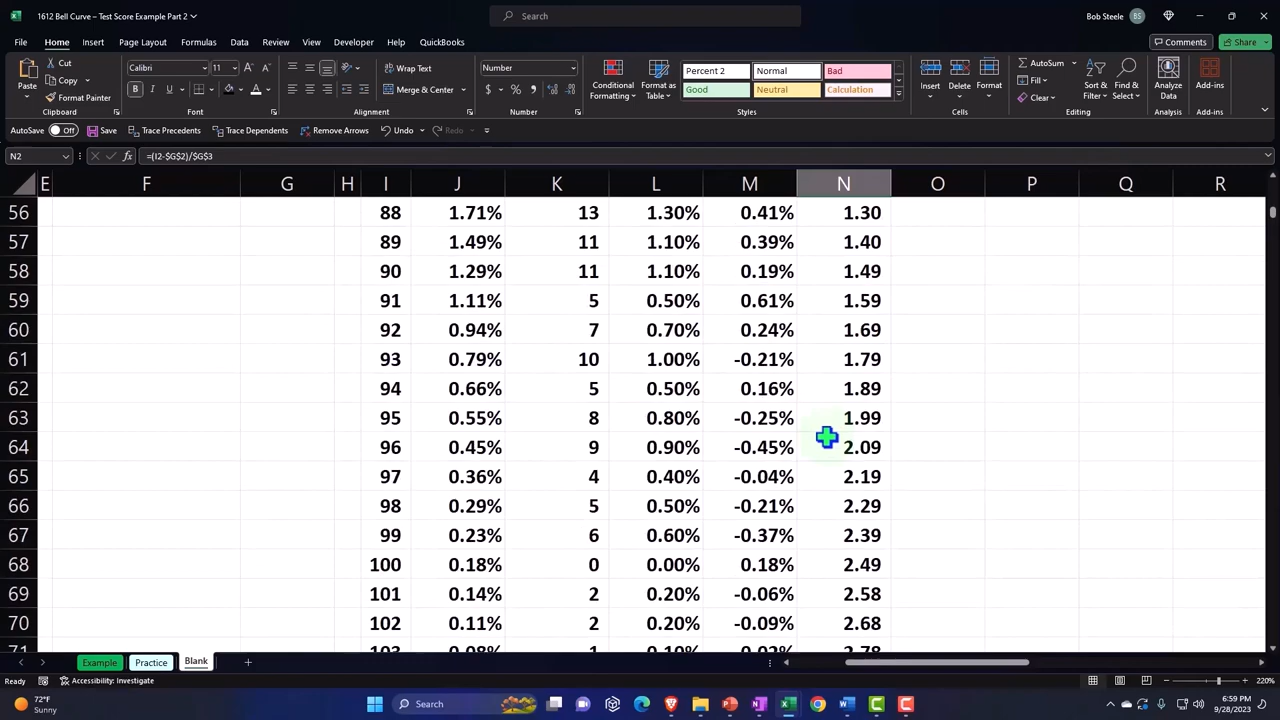 1612 Bell Curve – Test Score Example Part 2
Search
Bob Steele BS
File Home Insert Page Layout Formulas Data Review View Developer Help QuickBooks Comments Share
Paste Cut Copy Format Painter Clipboard
Calibri 11 Font
Wrap Text Merge & Center Alignment
Number Number
Conditional Formatting Format as Table
Percent 2 Normal Bad
Good Neutral Calculation
Styles
Insert Delete Format Cells
AutoSum Fill Clear Sort & Filter Find & Select Editing
Analyze Data Analysis
Add-ins Add-ins
AutoSave Off Save Trace Precedents Trace Dependents Remove Arrows Undo Redo
N2 fx =(I2-$G$2)/$G$3
E F G H I J K L M N O P Q R
56 88 1.71% 13 1.30% 0.41% 1.30
57 89 1.49% 11 1.10% 0.39% 1.40
58 90 1.29% 11 1.10% 0.19% 1.49
59 91 1.11% 5 0.50% 0.61% 1.59
60 92 0.94% 7 0.70% 0.24% 1.69
61 93 0.79% 10 1.00% -0.21% 1.79
62 94 0.66% 5 0.50% 0.16% 1.89
63 95 0.55% 8 0.80% -0.25% 1.99
64 96 0.45% 9 0.90% -0.45% 2.09
65 97 0.36% 4 0.40% -0.04% 2.19
66 98 0.29% 5 0.50% -0.21% 2.29
67 99 0.23% 6 0.60% -0.37% 2.39
68 100 0.18% 0 0.00% 0.18% 2.49
69 101 0.14% 2 0.20% -0.06% 2.58
70 102 0.11% 2 0.20% -0.09% 2.68
71 103 0.08% 1 0.10% -0.02% 2.78
Example Practice Blank
Ready Accessibility: Investigate 220%
72°F Search 6:59 PM
9/28/2023